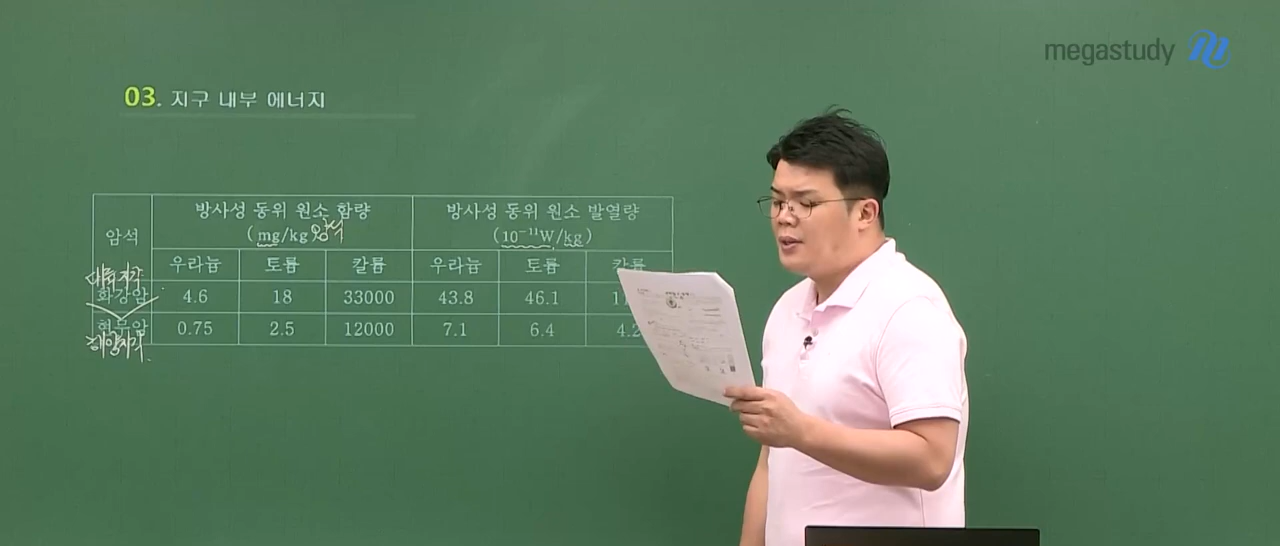 megastudy
03. 지구 내부 에너지
암석
방사성 동위 원소 함량
(mg/kg) 암석
방사성 동위 원소 발열량
(10⁻¹¹W/kg)
우라늄 토륨 칼륨 우라늄 토륨 칼륨
대륙지각
화강암 4.6 18 33000 43.8 46.1
현무암 0.75 2.5 12000 7.1 6.4 4.2
해양지각